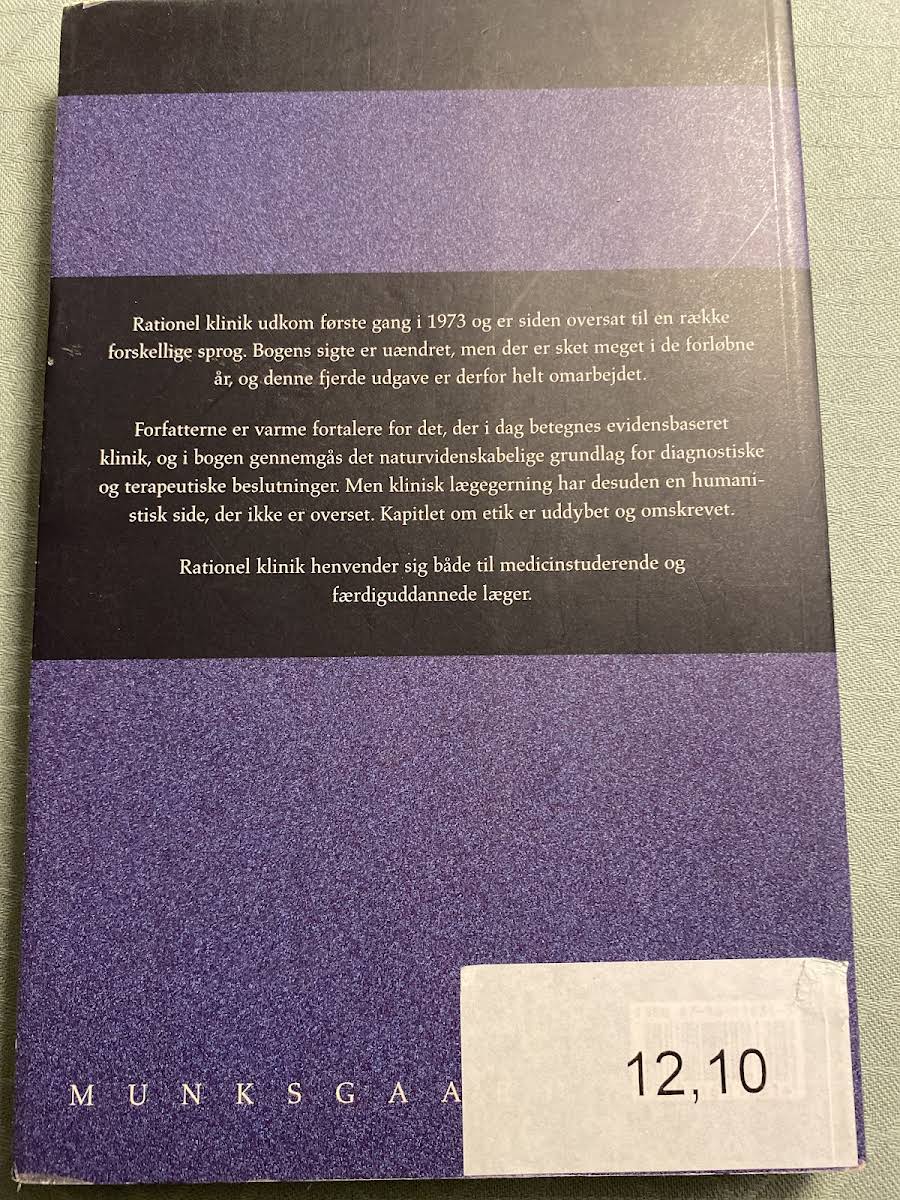 Rationel klinik udkom første gang i 1973 og er siden oversat til en række
forskellige sprog. Bogens sigte er uændret, men der er sket meget i de forløbne
år, og denne fjerde udgave er derfor helt omarbejdet.
Forfatterne er varme fortalere for det, der i dag betegnes evidensbaseret
klinik, og i bogen gennemgås det naturvidenskabelige grundlag for diagnostiske
og terapeutiske beslutninger. Men klinisk lægegerning har desuden en humani-
stisk side, der ikke er overset. Kapitlet om etik er uddybet og omskrevet.
Rationel klinik henvender sig både til medicinstuderende og
færdiguddannede læger.
MUNKSGAA
12,10